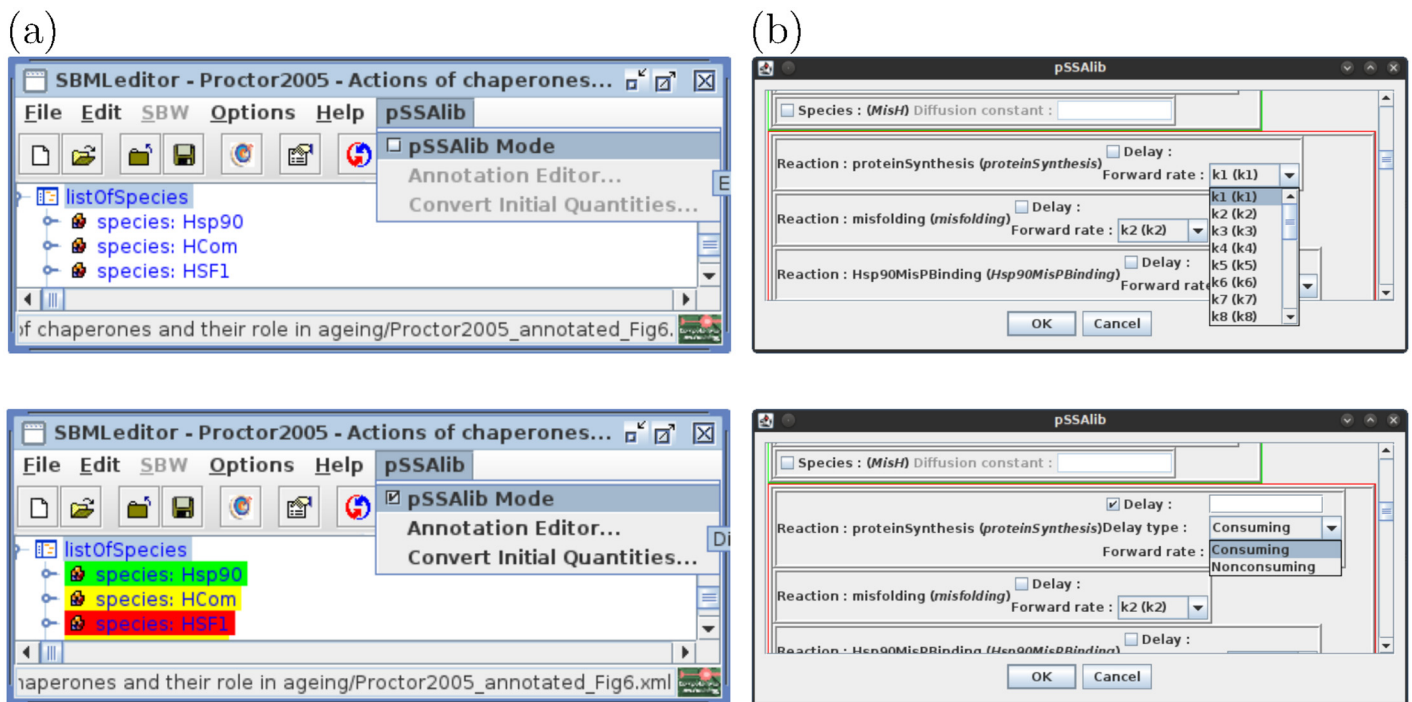 (a)
SBMLeditor - Proctor2005 - Actions of chaperones...
File Edit SBW Options Help pSSAlib
pSSAlib Mode
Annotation Editor...
Convert Initial Quantities...
E
listOfSpecies
species: Hsp90
species: HCom
species: HSF1
of chaperones and their role in ageing/Proctor2005_annotated_Fig6.
(b)
pSSAlib
Species : (MisH) Diffusion constant :
Delay :
Reaction : proteinSynthesis (proteinSynthesis) Forward rate : k1 (k1)
k1 (k1)
k2 (k2)
k3 (k3)
k4 (k4)
k5 (k5)
k6 (k6)
k7 (k7)
k8 (k8)
Delay :
Reaction : misfolding (misfolding) Forward rate : k2 (k2)
Delay :
Reaction : Hsp90MisPBinding (Hsp90MisPBinding) Forward rate
OK Cancel
SBMLeditor - Proctor2005 - Actions of chaperones...
File Edit SBW Options Help pSSAlib
pSSAlib Mode
Annotation Editor...
Convert Initial Quantities...
Di
listOfSpecies
species: Hsp90
species: HCom
species: HSF1
haperones and their role in ageing/Proctor2005_annotated_Fig6.xml
pSSAlib
Species : (MisH) Diffusion constant :
Delay :
Reaction : proteinSynthesis (proteinSynthesis) Delay type : Consuming
Forward rate :
Consuming
Nonconsuming
Delay :
Reaction : misfolding (misfolding) Forward rate : k2 (k2)
Delay :
Reaction : Hsp90MisPBinding (Hsp90MisPBinding)
OK Cancel